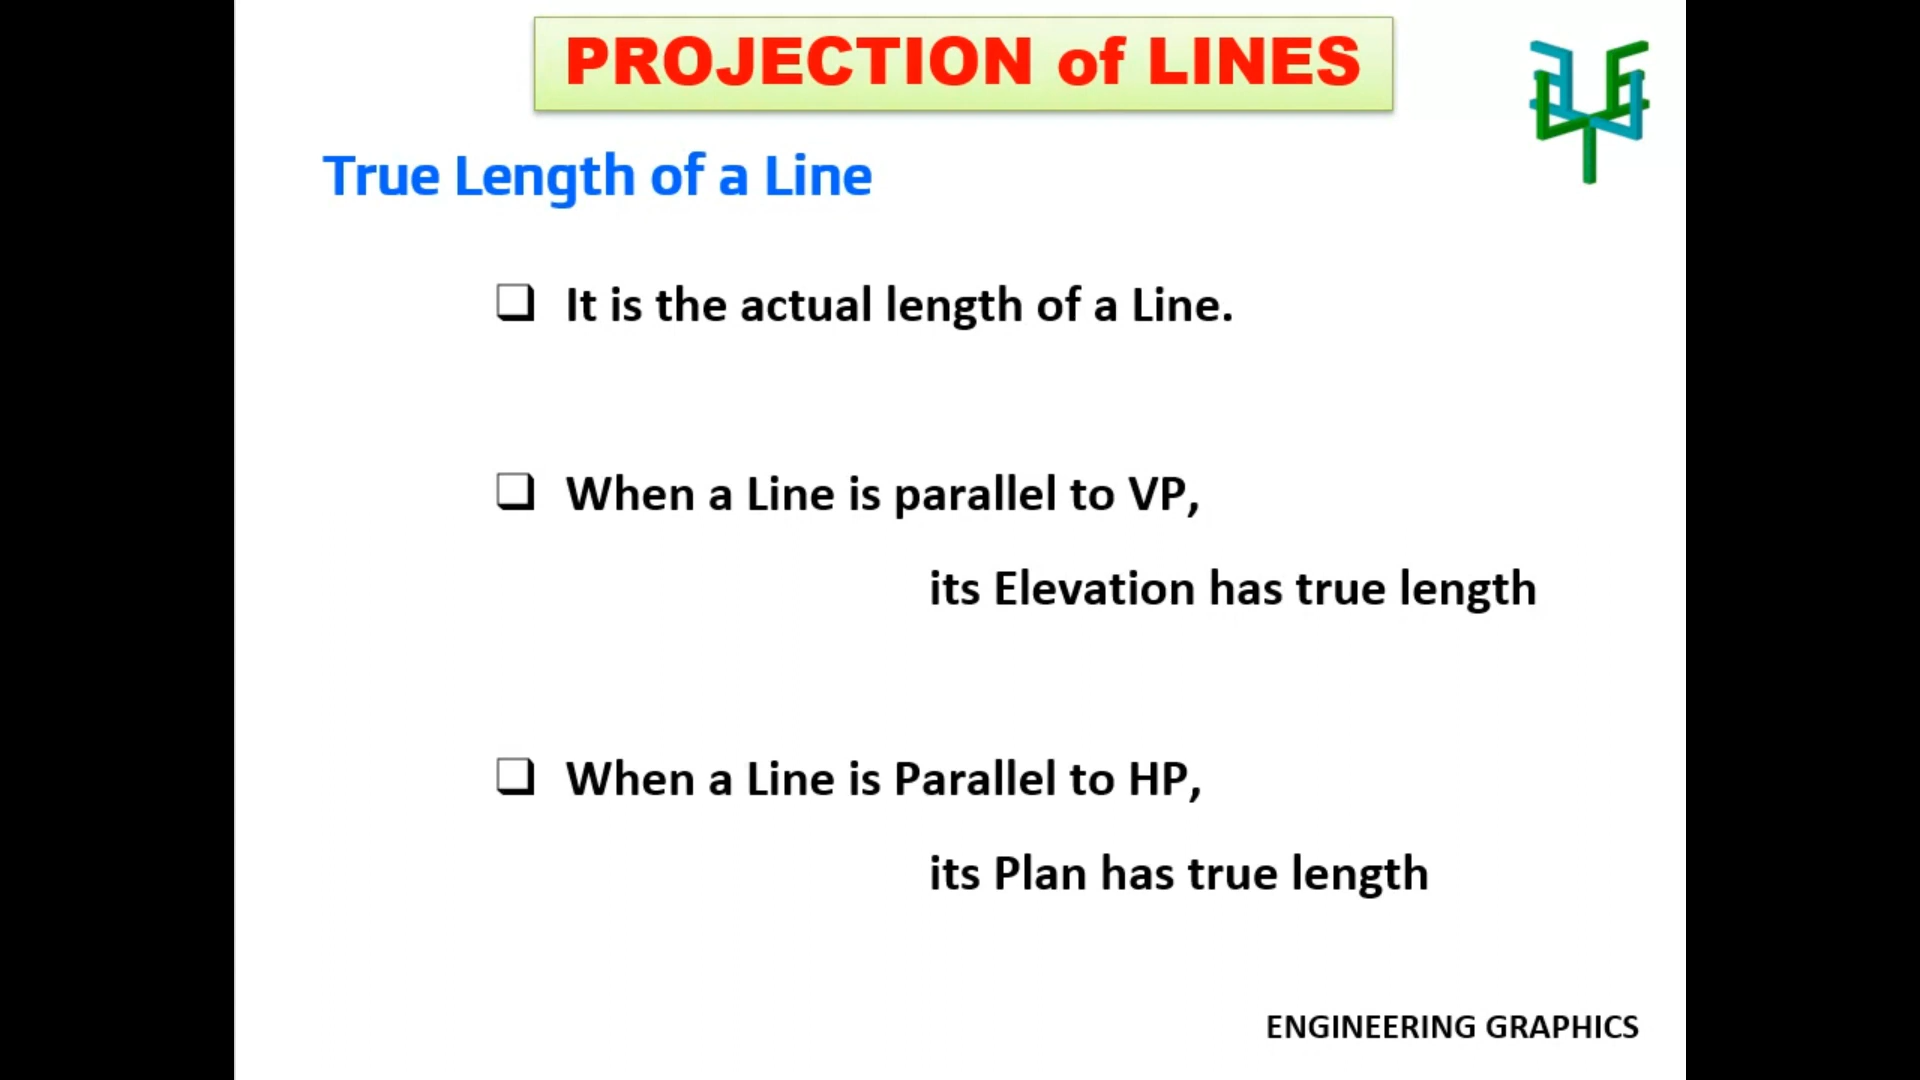 PROJECTION of LINES
True Length of a Line
❑ It is the actual length of a Line.
❑ When a Line is parallel to VP,
its Elevation has true length
❑ When a Line is Parallel to HP,
its Plan has true length
ENGINEERING GRAPHICS